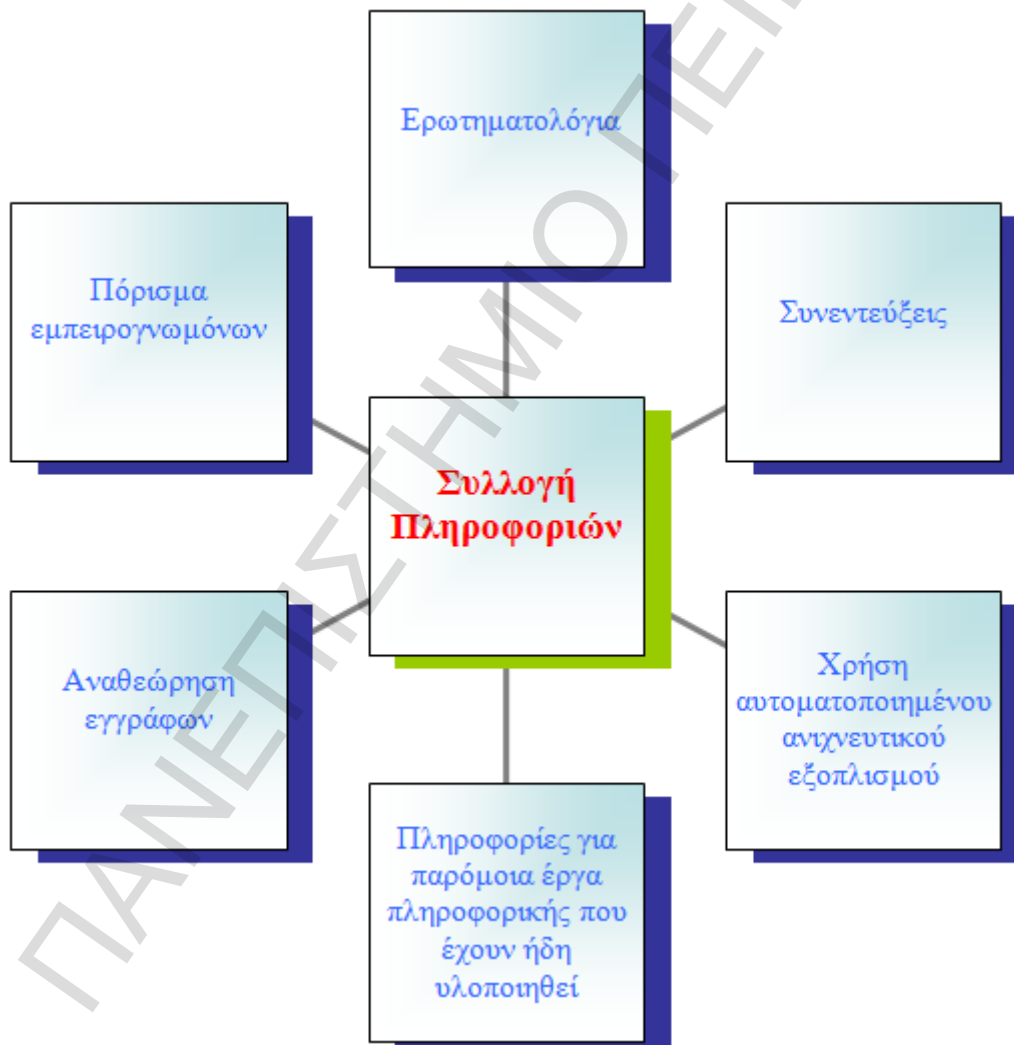 Ερωτηματολόγια
Πόρισμα
εμπειρογνωμόνων
Συνεντεύξεις
Συλλογή
Πληροφοριών
Αναθεώρηση
εγγράφων
Χρήση
αυτοματοποιημένου
ανιχνευτικού
εξοπλισμού
Πληροφορίες για
παρόμοια έργα
πληροφορικής που
έχουν ήδη
υλοποιηθεί
ΠΑΝΕΠΙΣΤΗΜΙΟ